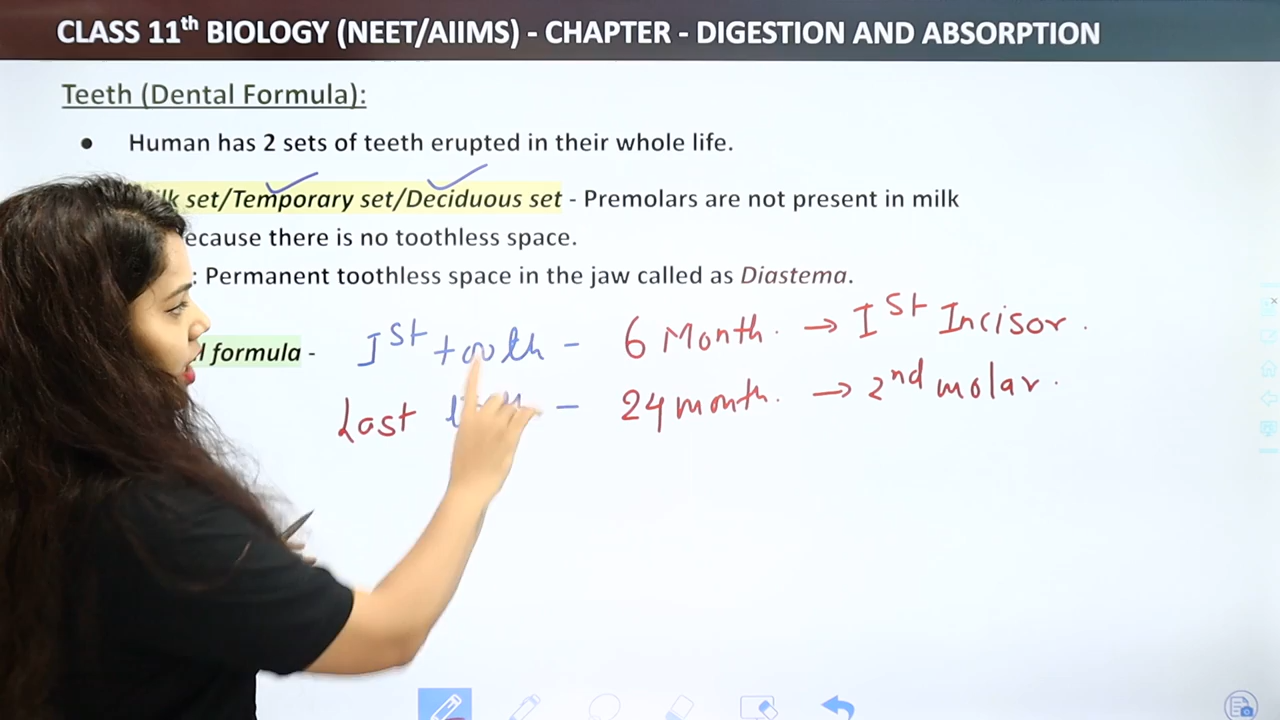 CLASS 11th BIOLOGY (NEET/AIIMS) - CHAPTER - DIGESTION AND ABSORPTION
Teeth (Dental Formula):
● Human has 2 sets of teeth erupted in their whole life.
set/Temporary set/Deciduous set - Premolars are not present in milk
there is no toothless space.
: Permanent toothless space in the jaw called as Diastema.
formula - Ist tooth - 6 Month. → Ist Incisor.
Last - 24 month. → 2nd molar.